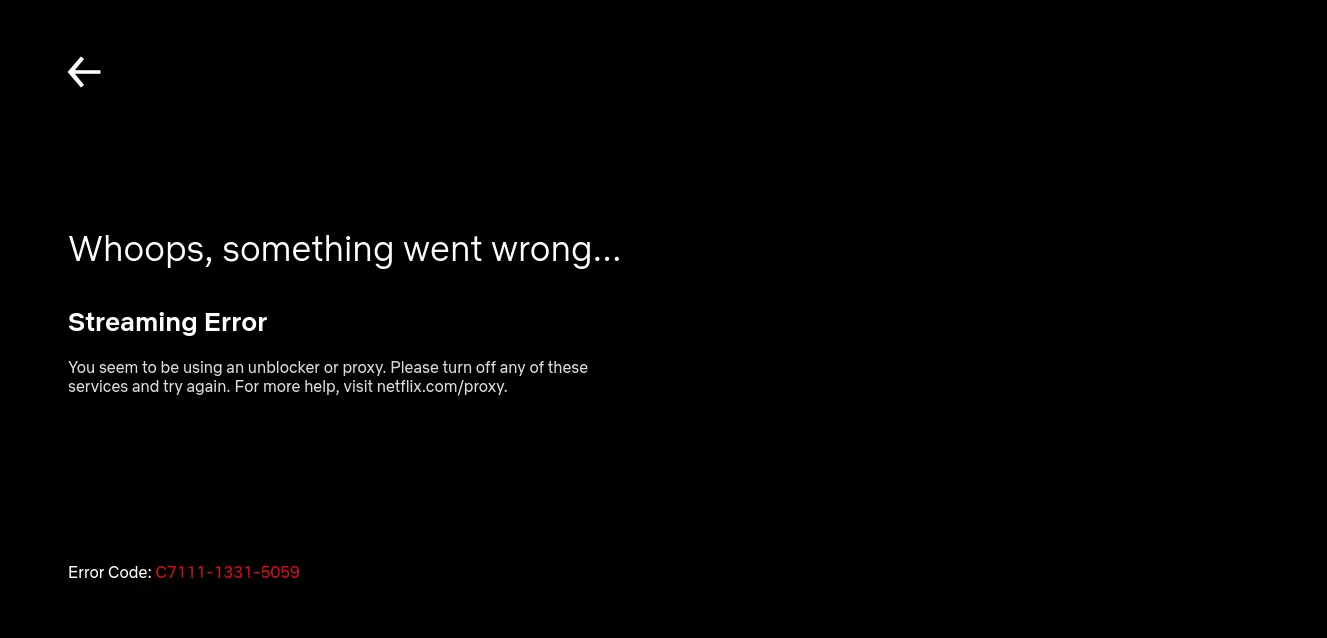 Whoops, something went wrong...
Streaming Error
You seem to be using an unblocker or proxy. Please turn off any of these
services and try again. For more help, visit netflix.com/proxy.
Error Code: C7111-1331-5059